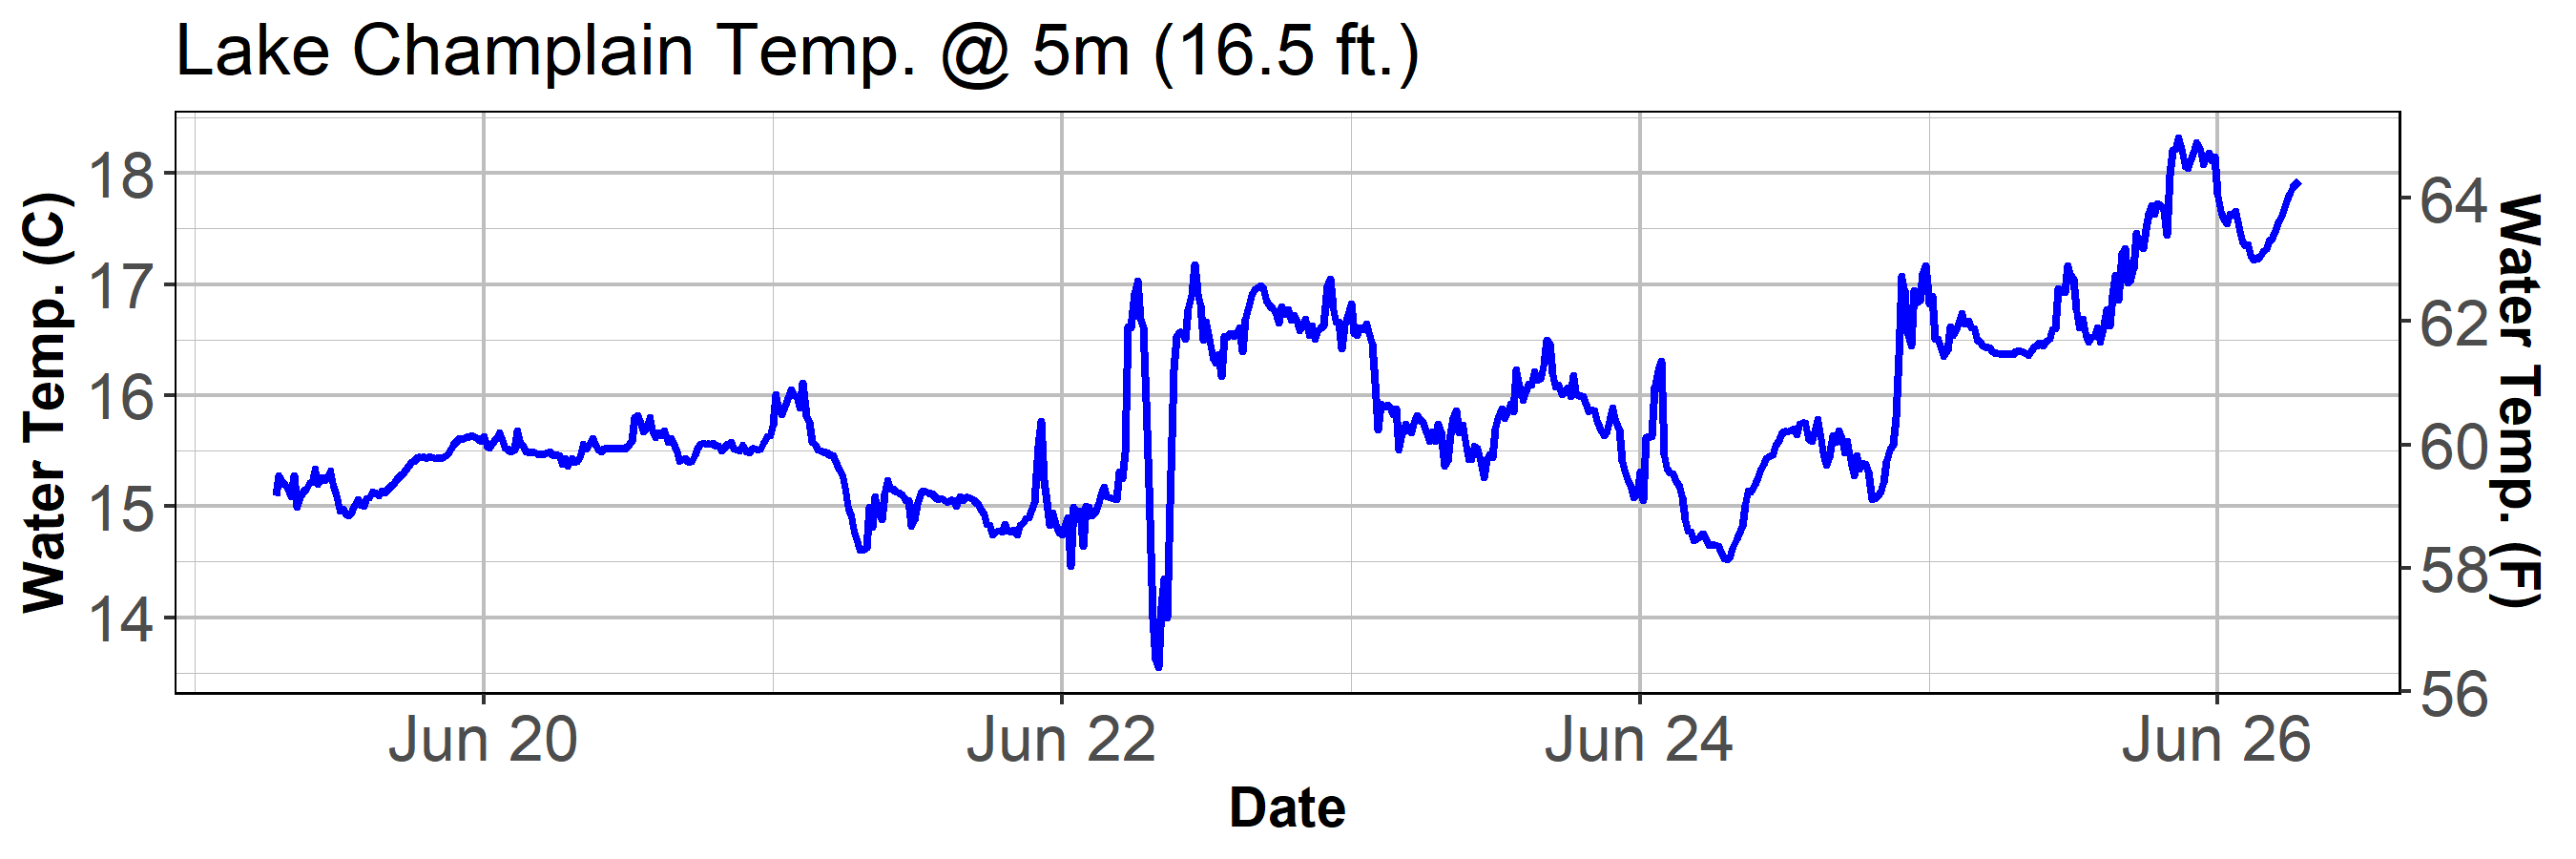 Lake Champlain Temp. @ 5m (16.5 ft.)
Water Temp. (C)
18
17
16
15
14
64
62
60
58
56
Water Temp. (F)
Jun 20 Jun 22 Jun 24 Jun 26
Date